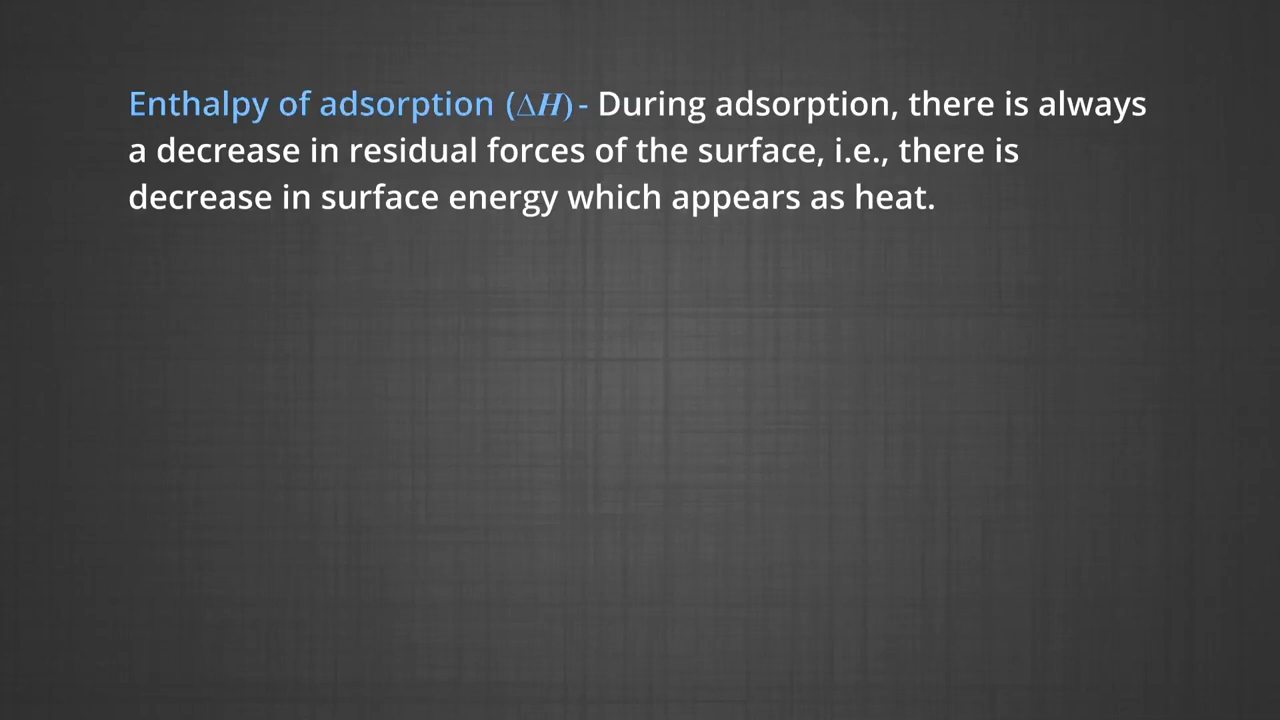 Enthalpy of adsorption (ΔH) - During adsorption, there is always
a decrease in residual forces of the surface, i.e., there is
decrease in surface energy which appears as heat.